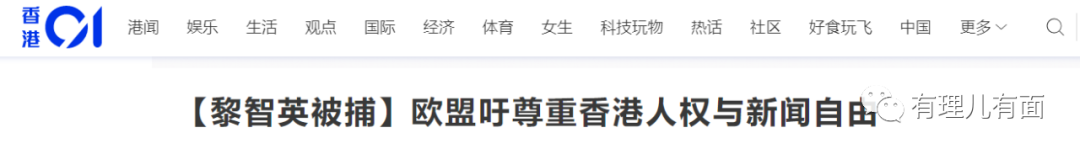 香港01 港闻 娱乐 生活 观点 国际 经济 体育 女生 科技玩物 热话 社区 好食玩飞 中国 更多
【黎智英被捕】欧盟吁尊重香港人权与新闻自由
有理儿有面